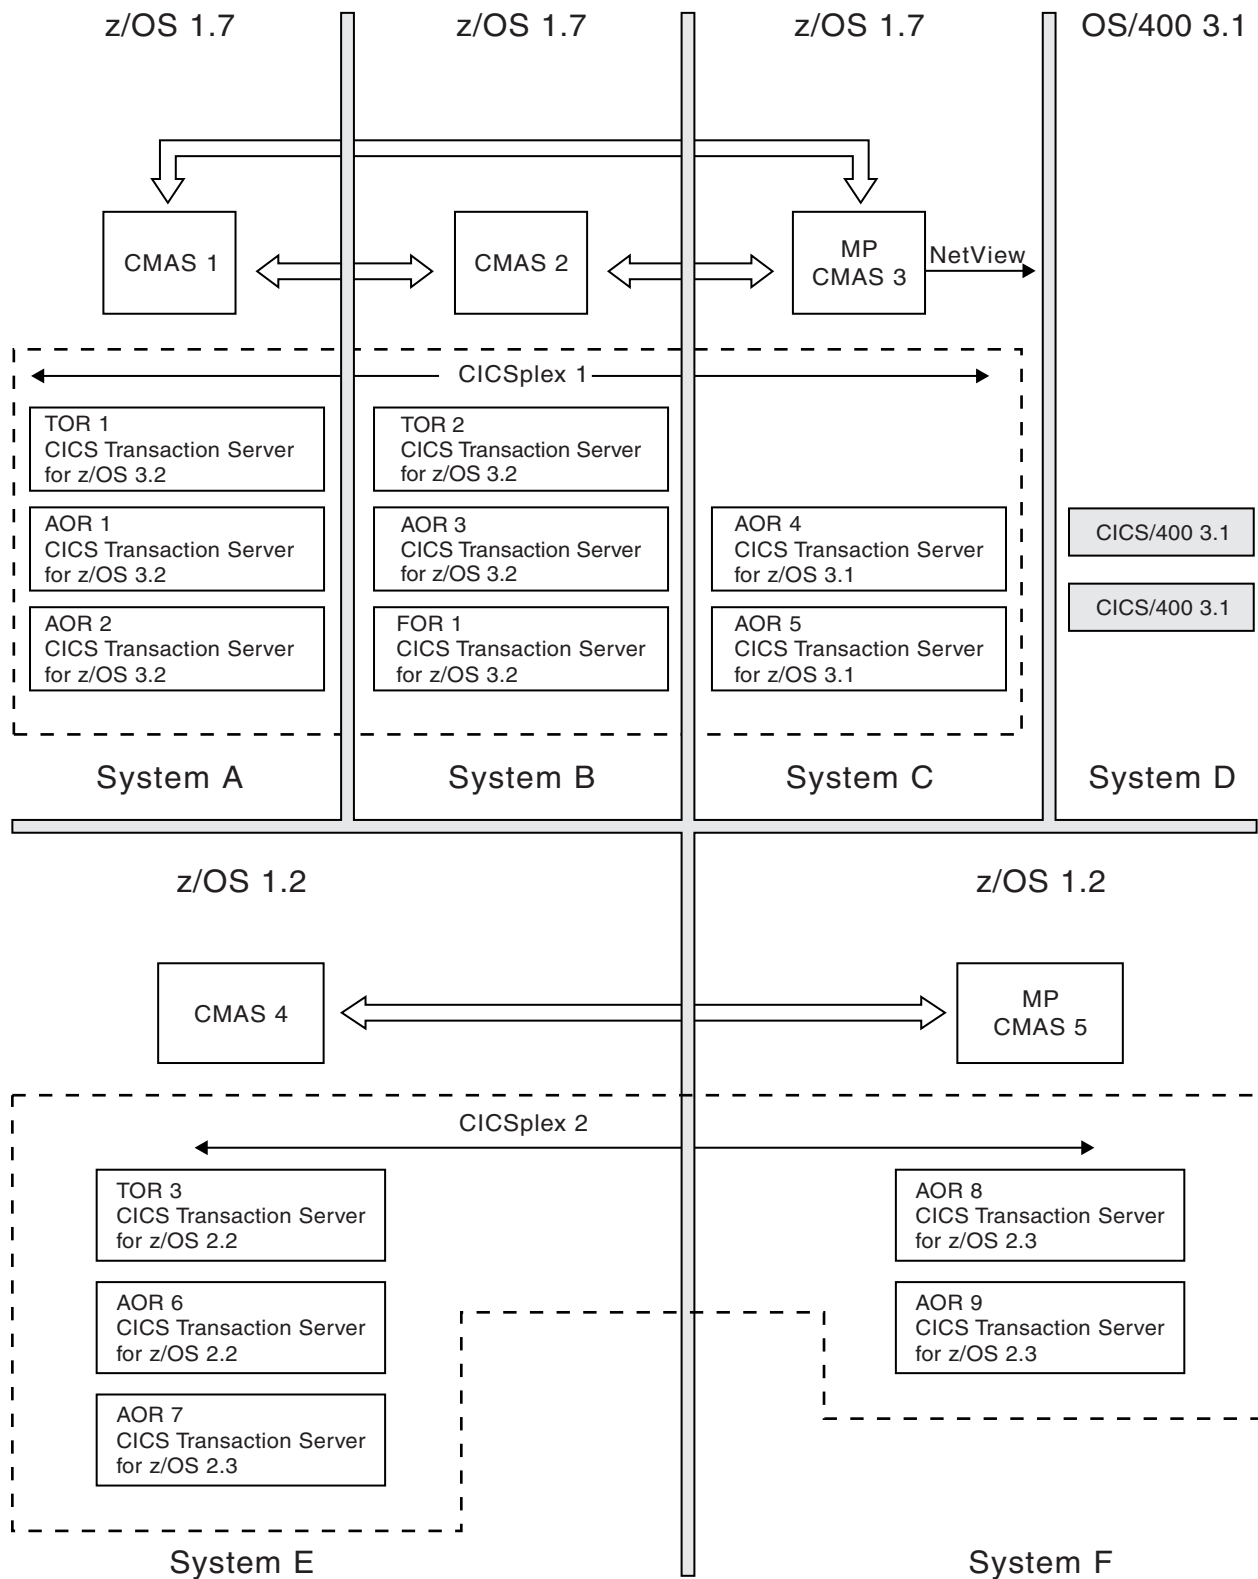 z/OS 1.7
z/OS 1.7
z/OS 1.7
OS/400 3.1
CMAS 1
CMAS 2
MP
CMAS 3
NetView
CICSplex 1
TOR 1
CICS Transaction Server
for z/OS 3.2
TOR 2
CICS Transaction Server
for z/OS 3.2
AOR 1
CICS Transaction Server
for z/OS 3.2
AOR 3
CICS Transaction Server
for z/OS 3.2
AOR 4
CICS Transaction Server
for z/OS 3.1
CICS/400 3.1
AOR 2
CICS Transaction Server
for z/OS 3.2
FOR 1
CICS Transaction Server
for z/OS 3.2
AOR 5
CICS Transaction Server
for z/OS 3.1
CICS/400 3.1
System A
System B
System C
System D
z/OS 1.2
z/OS 1.2
CMAS 4
MP
CMAS 5
CICSplex 2
TOR 3
CICS Transaction Server
for z/OS 2.2
AOR 8
CICS Transaction Server
for z/OS 2.3
AOR 6
CICS Transaction Server
for z/OS 2.2
AOR 9
CICS Transaction Server
for z/OS 2.3
AOR 7
CICS Transaction Server
for z/OS 2.3
System E
System F